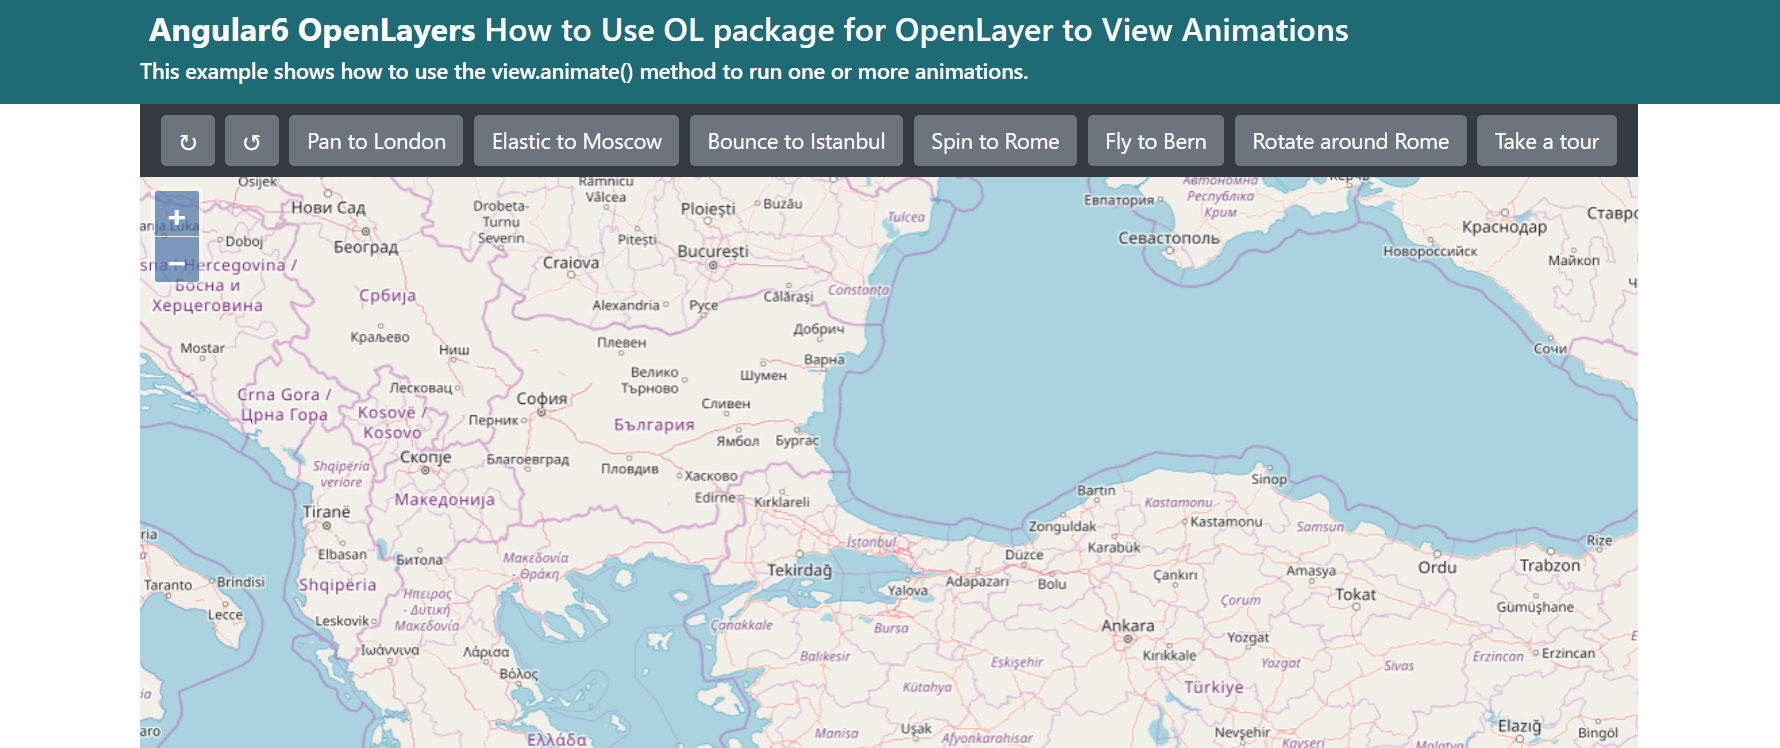 Angular6 OpenLayers How to Use OL package for OpenLayer to View Animations
This example shows how to use the view.animate() method to run one or more animations.
↻ ↺ Pan to London Elastic to Moscow Bounce to Istanbul Spin to Rome Fly to Bern Rotate around Rome Take a tour
+
−
Osijek
Нови Сад
Београд
Doboj
Hercegovina /
Босна и
Херцеговина
Србија
Краљево
Mostar
Ниш
Crna Gora /
Црна Гора
Kosovë /
Kosovo
Лесковац
Râmnicu
Vâlcea
Drobeta-
Turnu
Severin
Ploiești
Buzău
Pitești
București
Craiova
Tulcea
Constanța
Călărași
Alexandria
Русе
Добрич
Плевен
Варна
Велико
Търново
Шумен
София
Сливен
Перник
България
Ямбол
Бургас
Благоевград
Пловдив
Хасково
Edirne
Kırklareli
Скопје
Македонија
Shqipëria
veriore
Tiranë
Elbasan
Битола
Shqipëria
Taranto
Brindisi
Lecce
Leskovik
Μακεδονία
- Θράκη
Ήπειρος
- Δυτική
Μακεδονία
Ιωάννινα
Λάρισα
Βόλος
Ελλάδα
Евпатория
Автономна
Республіка
Крим
Керчь
Севастополь
Краснодар
Новороссийск
Майкоп
Ставро
Сочи
İstanbul
Tekirdağ
Yalova
Adapazarı
Düzce
Bolu
Zonguldak
Bartın
Karabük
Kastamonu
Kastamonu
Sinop
Samsun
Çankırı
Amasya
Ordu
Trabzon
Rize
Tokat
Gümüşhane
Çorum
Çanakkale
Bursa
Ankara
Kırıkkale
Yozgat
Yozgat
Balıkesir
Eskişehir
Sivas
Erzincan
Erzincan
Kütahya
Türkiye
Manisa
Uşak
Afyonkarahisar
Nevşehir
Kayseri
Malatya
Elazığ
Bingöl